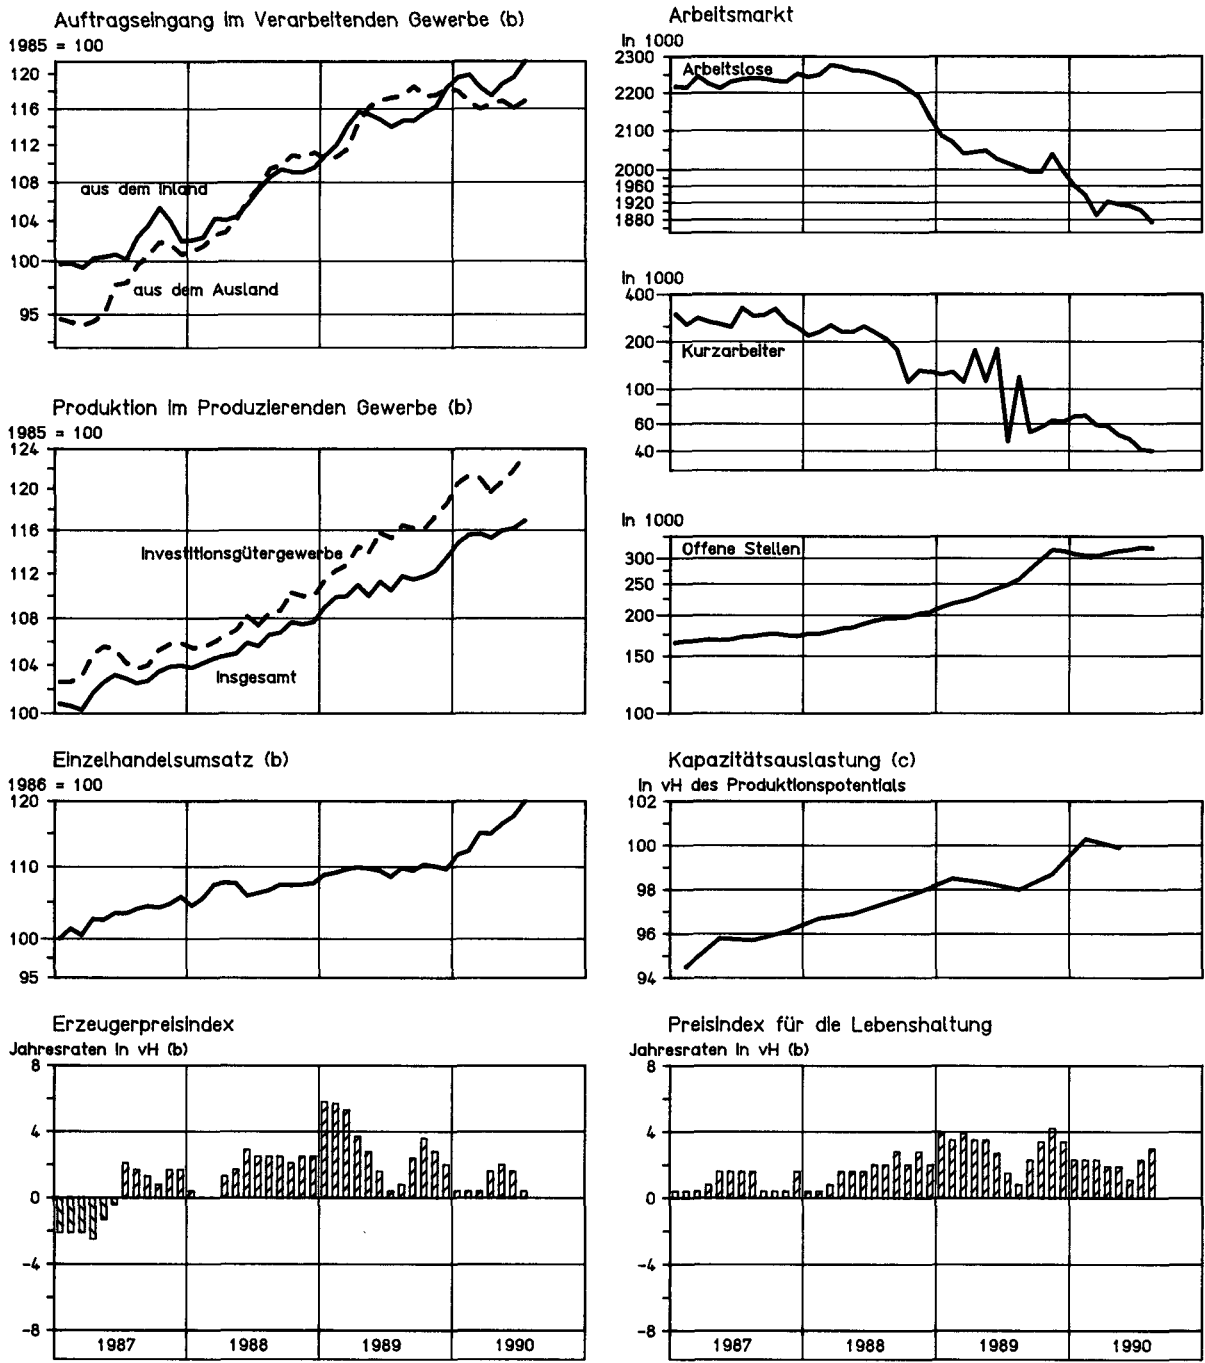 Auftragseingang im Verarbeitenden Gewerbe (b)
1985 = 100
120
116
112
108
104
100
95
aus dem Inland
aus dem Ausland
Produktion im Produzierenden Gewerbe (b)
1985 = 100
124
120
116
112
108
104
100
Investitionsgütergewerbe
Insgesamt
Einzelhandelsumsatz (b)
1986 = 100
120
110
100
95
Erzeugerpreisindex
Jahresraten in vH (b)
8
4
0
-4
-8
1987 1988 1989 1990
Arbeitsmarkt
In 1000
2300
2200
2100
2000
1960
1920
1880
Arbeitslose
In 1000
400
200
100
60
40
Kurzarbeiter
In 1000
300
250
200
150
100
Offene Stellen
Kapazitätsauslastung (c)
In vH des Produktionspotentials
102
100
98
96
94
Preisindex für die Lebenshaltung
Jahresraten in vH (b)
8
4
0
-4
-8
1987 1988 1989 1990